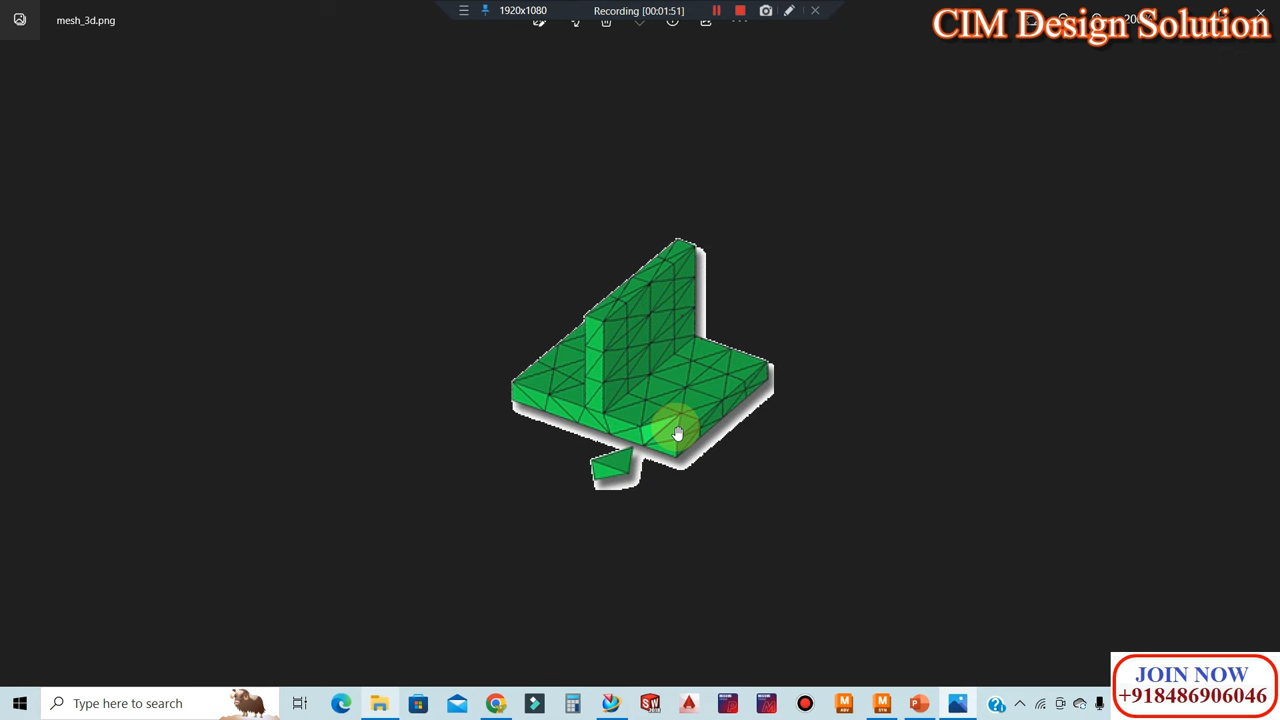 mesh_3d.png
1920x1080
Recording [00:01:51]
CIM Design Solution
Type here to search
JOIN NOW
+918486906046